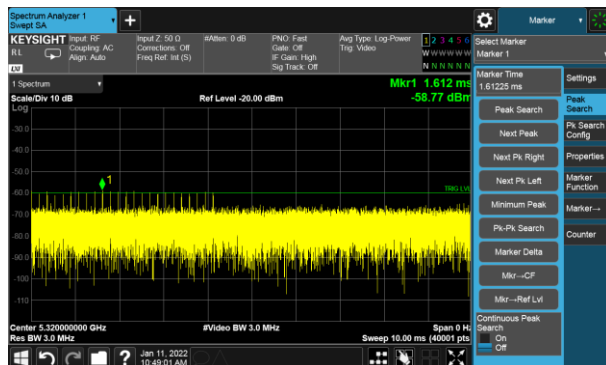 Spectrum Analyzer 1
Swept SA
Marker
KEYSIGHT
RL
Input: RF
Coupling: AC
Align: Auto
Input Z: 50 Ω
Corrections: Off
Freq Ref: Int (S)
#Atten: 0 dB
PNO: Fast
Gate: Off
IF Gain: High
Sig Track: Off
Avg Type: Log-Power
Trig: Video
1 2 3 4 5 6
W W W W W W
N N N N N N
Select Marker
Marker 1
1 Spectrum
Scale/Div 10 dB
Log
Ref Level -20.00 dBm
Mkr1 1.612 ms
-58.77 dBm
-30.0
-40.0
-50.0
-60.0
-70.0
-80.0
-90.0
-100
-110
1
TRIG LVL
Center 5.320000000 GHz
Res BW 3.0 MHz
#Video BW 3.0 MHz
Span 0 Hz
Sweep 10.00 ms (40001 pts)
Marker Time
1.61225 ms
Peak Search
Next Peak
Next Pk Right
Next Pk Left
Minimum Peak
Pk-Pk Search
Marker Delta
Mkr→CF
Mkr→Ref Lvl
Continuous Peak
Search
On
Off
Settings
Peak
Search
Pk Search
Config
Properties
Marker
Function
Marker→
Counter
?
Jan 11, 2022
10:49:01 AM